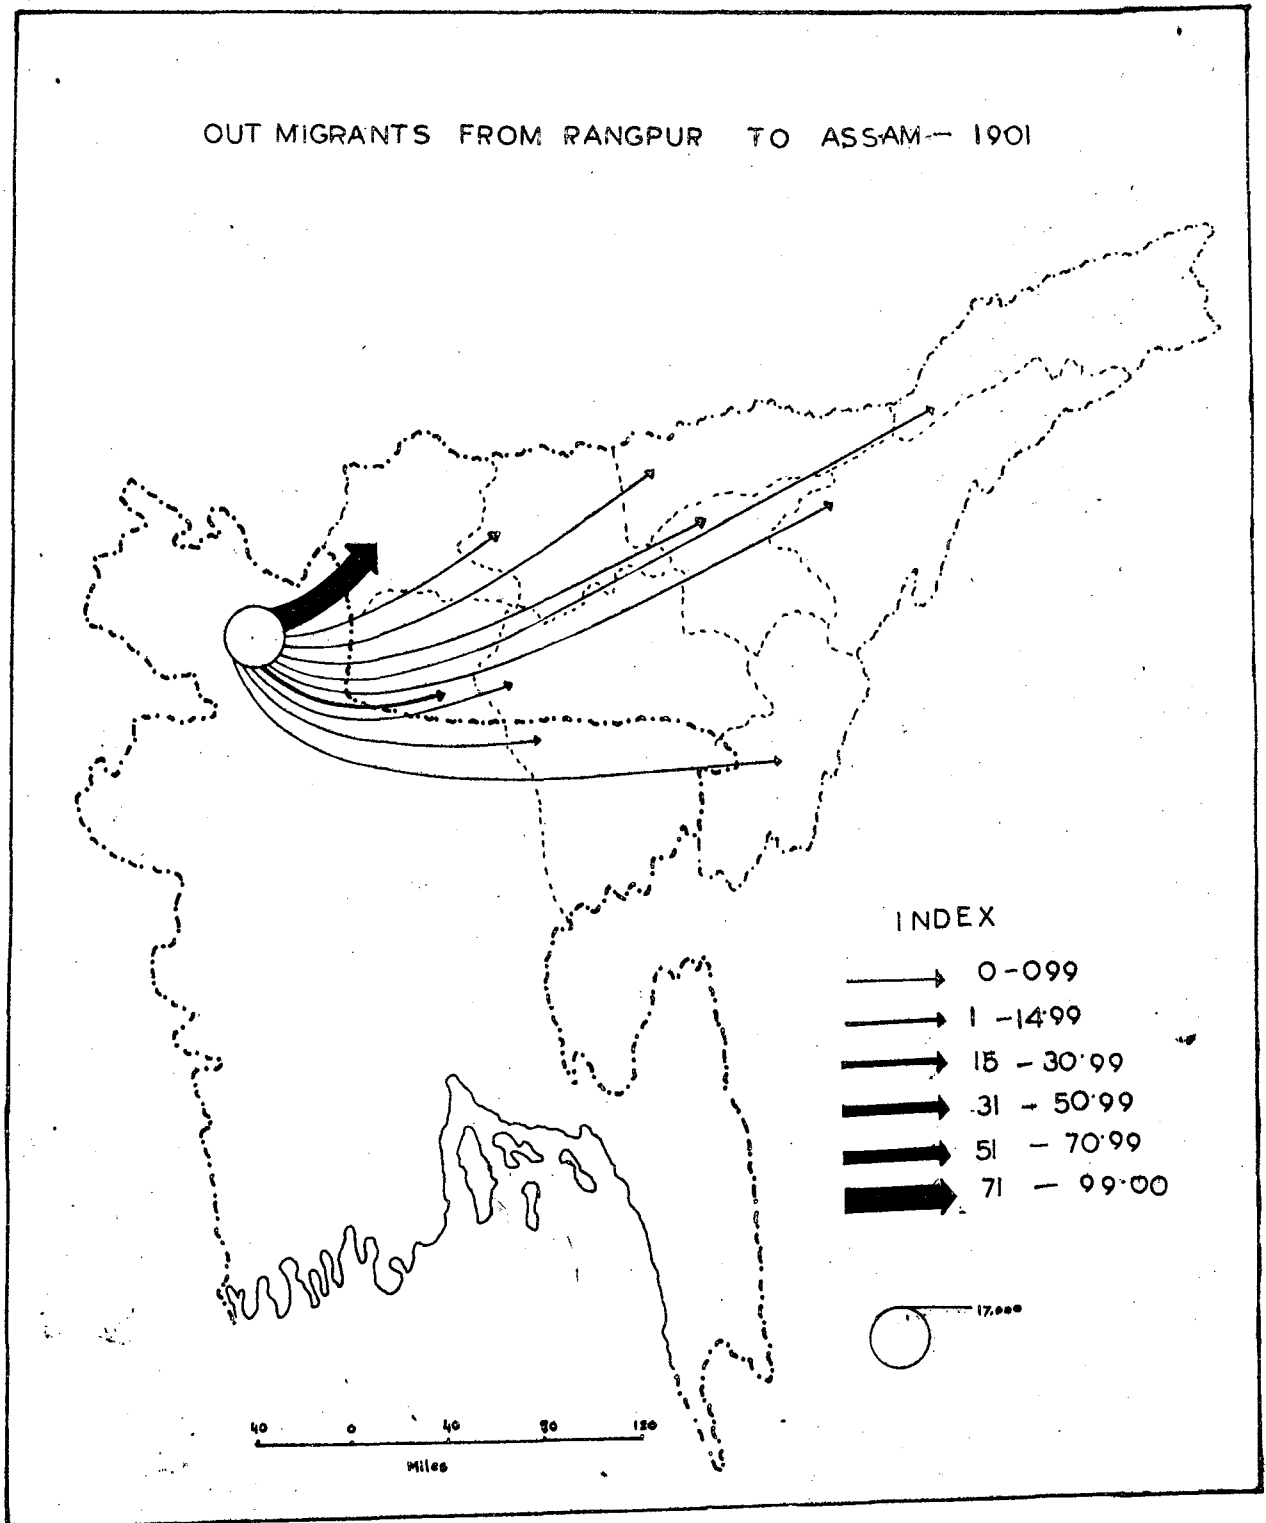 OUT MIGRANTS FROM RANGPUR TO ASSAM — 1901
INDEX
0 - 099
1 - 14.99
15 - 30.99
31 - 50.99
51 - 70.99
71 - 99.00
17.000
40 0 40 80 120
Miles